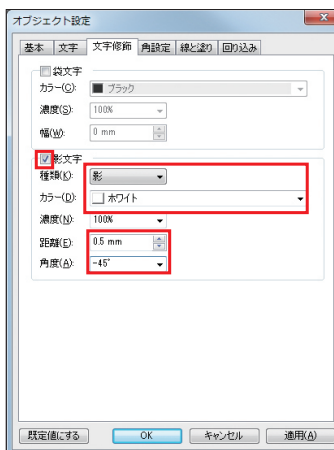 オブジェクト設定
基本 文字 文字修飾 角設定 線と塗り 回り込み
袋文字
カラー(C): ブラック
濃度(S): 100%
幅(W): 0 mm
影文字
種類(K): 影
カラー(D): ホワイト
濃度(N): 100%
距離(E): 0.5 mm
角度(A): -45°
既定値にする OK キャンセル 適用(A)